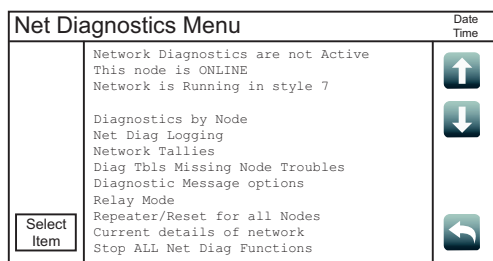 Net Diagnostics Menu
Date
Time
Network Diagnostics are not Active
This node is ONLINE
Network is Running in style 7
Diagnostics by Node
Net Diag Logging
Network Tallies
Diag Tbls Missing Node Troubles
Diagnostic Message options
Relay Mode
Repeater/Reset for all Nodes
Current details of network
Stop ALL Net Diag Functions
Select
Item